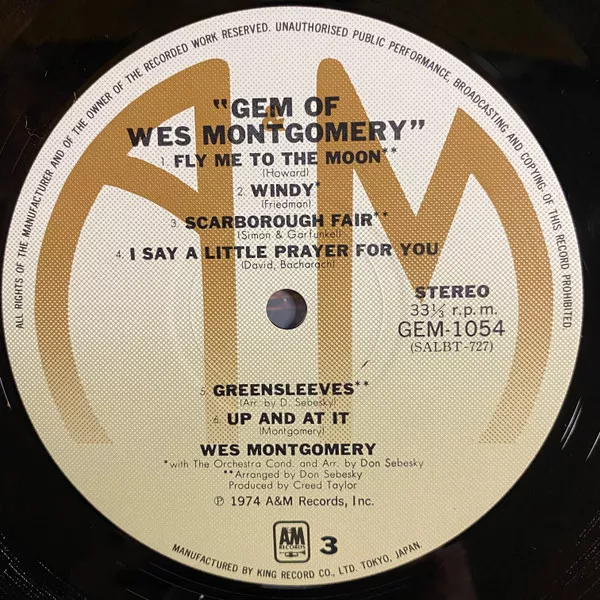 ALL RIGHTS OF THE MANUFACTURER AND OF THE OWNER OF THE RECORDED WORK RESERVED. UNAUTHORISED PUBLIC PERFORMANCE, BROADCASTING AND COPYING OF THIS RECORD PROHIBITED.
"GEM OF
WES MONTGOMERY"
1. FLY ME TO THE MOON**
(Howard)
2. WINDY*
(Friedman)
3. SCARBOROUGH FAIR**
(Simon & Garfunkel)
4. I SAY A LITTLE PRAYER FOR YOU
(David, Bacharach)
STEREO
33⅓ r.p.m.
GEM-1054
(SALBT-727)
5. GREENSLEEVES**
(Arr. by D. Sebesky)
6. UP AND AT IT
(Montgomery)
WES MONTGOMERY
*with The Orchestra Cond. and Arr. by Don Sebesky
**Arranged by Don Sebesky
Produced by Creed Taylor
℗ 1974 A&M Records, Inc.
A&M
RECORDS
3
MANUFACTURED BY KING RECORD CO., LTD. TOKYO, JAPAN.